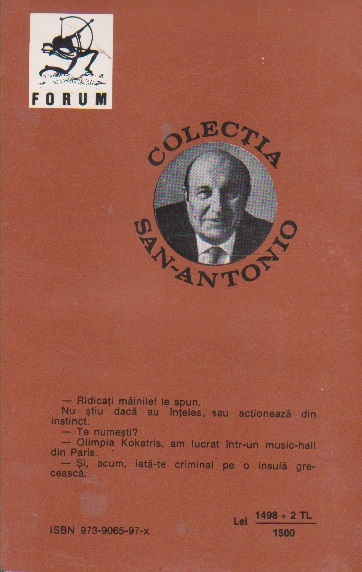 FORUM
COLECȚIA
SAN-ANTONIO
— Ridicați mâinile! le spun.
Nu știu dacă au înțeles, sau acționează din
instinct.
— Te numești?
— Olimpia Kokatris, am lucrat într-un music-hall
din Paris.
— Și, acum, iată-te criminal pe o insulă gre-
cească.
ISBN 973-9065-97-x
Lei 1498 + 2 TL
1500